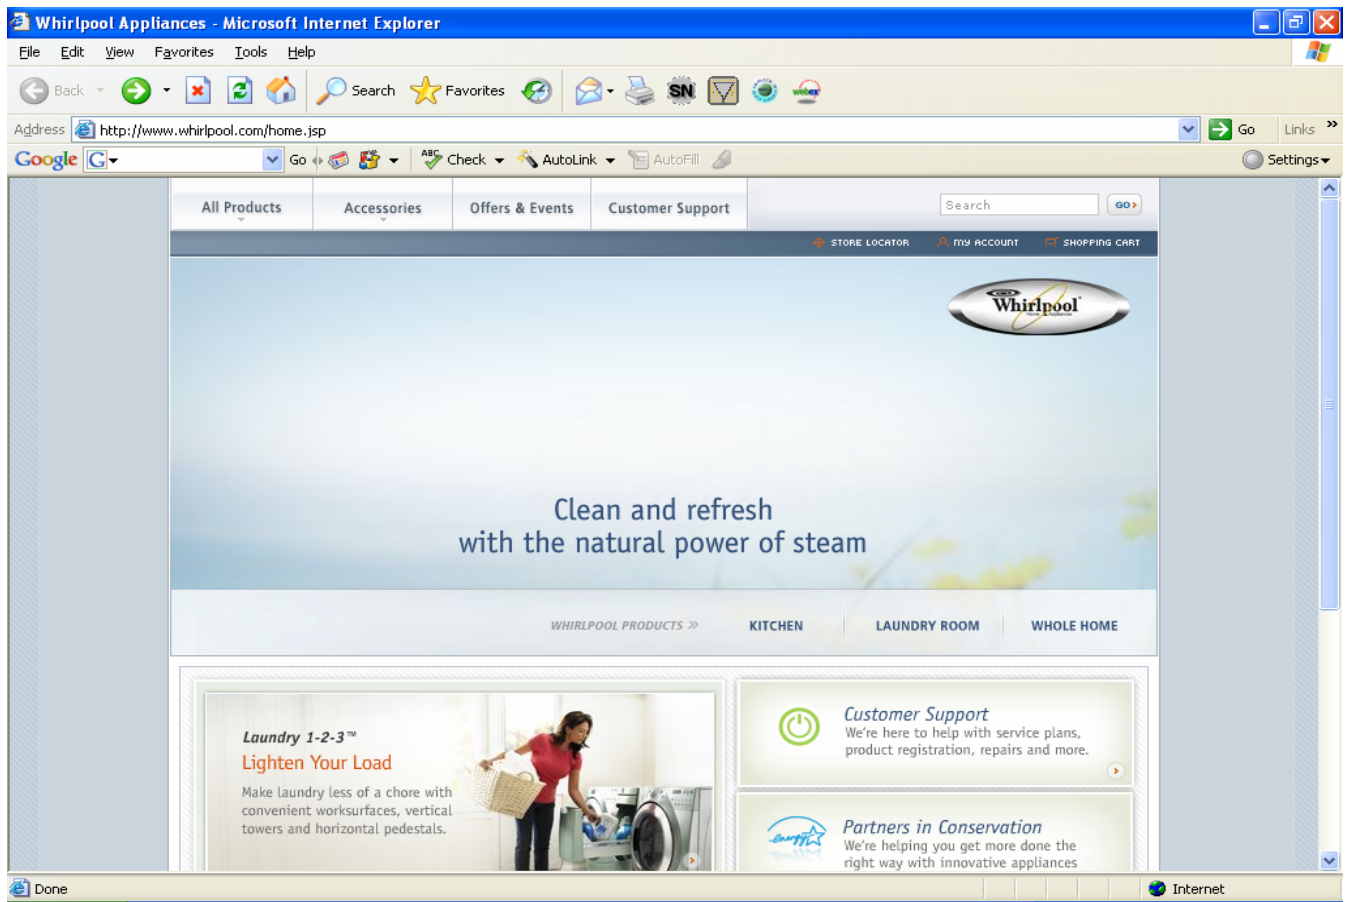 Whirlpool Appliances - Microsoft Internet Explorer
File Edit View Favorites Tools Help
Back Search Favorites SN webex
Address http://www.whirlpool.com/home.jsp Go Links »
Google G Go ABC Check AutoLink AutoFill Settings
All Products Accessories Offers & Events Customer Support Search GO›
STORE LOCATOR MY ACCOUNT SHOPPING CART
Whirlpool
Home Appliances
Clean and refresh
with the natural power of steam
WHIRLPOOL PRODUCTS » KITCHEN LAUNDRY ROOM WHOLE HOME
Laundry 1-2-3™
Lighten Your Load
Make laundry less of a chore with
convenient worksurfaces, vertical
towers and horizontal pedestals.
Customer Support
We're here to help with service plans,
product registration, repairs and more.
energy
Partners in Conservation
We're helping you get more done the
right way with innovative appliances
Done Internet